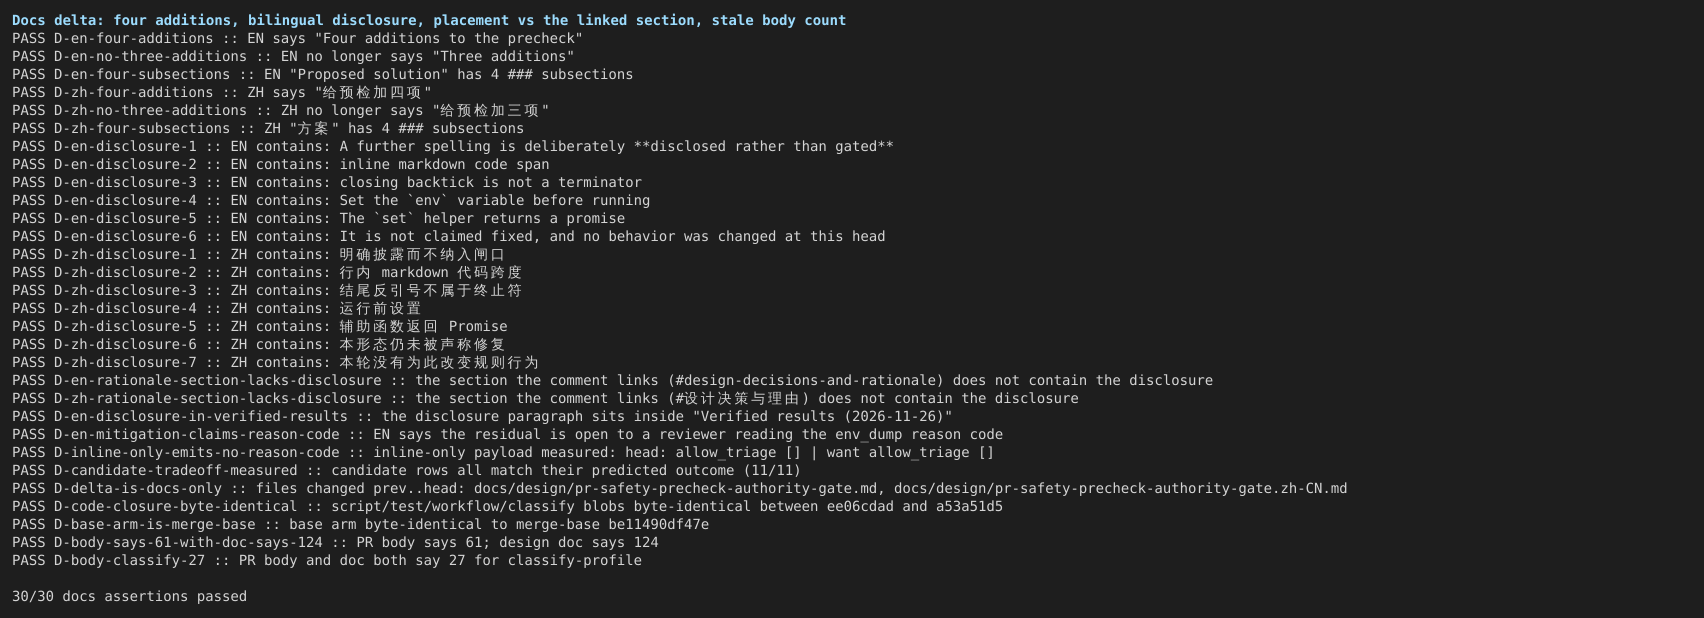 Docs delta: four additions, bilingual disclosure, placement vs the linked section, stale body count
PASS D-en-four-additions :: EN says "Four additions to the precheck"
PASS D-en-no-three-additions :: EN no longer says "Three additions"
PASS D-en-four-subsections :: EN "Proposed solution" has 4 ### subsections
PASS D-zh-four-additions :: ZH says "给预检加四项"
PASS D-zh-no-three-additions :: ZH no longer says "给预检加三项"
PASS D-zh-four-subsections :: ZH "方案" has 4 ### subsections
PASS D-en-disclosure-1 :: EN contains: A further spelling is deliberately **disclosed rather than gated**
PASS D-en-disclosure-2 :: EN contains: inline markdown code span
PASS D-en-disclosure-3 :: EN contains: closing backtick is not a terminator
PASS D-en-disclosure-4 :: EN contains: Set the `env` variable before running
PASS D-en-disclosure-5 :: EN contains: The `set` helper returns a promise
PASS D-en-disclosure-6 :: EN contains: It is not claimed fixed, and no behavior was changed at this head
PASS D-zh-disclosure-1 :: ZH contains: 明确披露而不纳入闸口
PASS D-zh-disclosure-2 :: ZH contains: 行内 markdown 代码跨度
PASS D-zh-disclosure-3 :: ZH contains: 结尾反引号不属于终止符
PASS D-zh-disclosure-4 :: ZH contains: 运行前设置
PASS D-zh-disclosure-5 :: ZH contains: 辅助函数返回 Promise
PASS D-zh-disclosure-6 :: ZH contains: 本形态仍未被声称修复
PASS D-zh-disclosure-7 :: ZH contains: 本轮没有为此改变规则行为
PASS D-en-rationale-section-lacks-disclosure :: the section the comment links (#design-decisions-and-rationale) does not contain the disclosure
PASS D-zh-rationale-section-lacks-disclosure :: the section the comment links (#设计决策与理由) does not contain the disclosure
PASS D-en-disclosure-in-verified-results :: the disclosure paragraph sits inside "Verified results (2026-11-26)"
PASS D-en-mitigation-claims-reason-code :: EN says the residual is open to a reviewer reading the env_dump reason code
PASS D-inline-only-emits-no-reason-code :: inline-only payload measured: head: allow_triage [] | want allow_triage []
PASS D-candidate-tradeoff-measured :: candidate rows all match their predicted outcome (11/11)
PASS D-delta-is-docs-only :: files changed prev..head: docs/design/pr-safety-precheck-authority-gate.md, docs/design/pr-safety-precheck-authority-gate.zh-CN.md
PASS D-code-closure-byte-identical :: script/test/workflow/classify blobs byte-identical between ee06cdad and a53a51d5
PASS D-base-arm-is-merge-base :: base arm byte-identical to merge-base be11490df47e
PASS D-body-says-61-with-doc-says-124 :: PR body says 61; design doc says 124
PASS D-body-classify-27 :: PR body and doc both say 27 for classify-profile
30/30 docs assertions passed